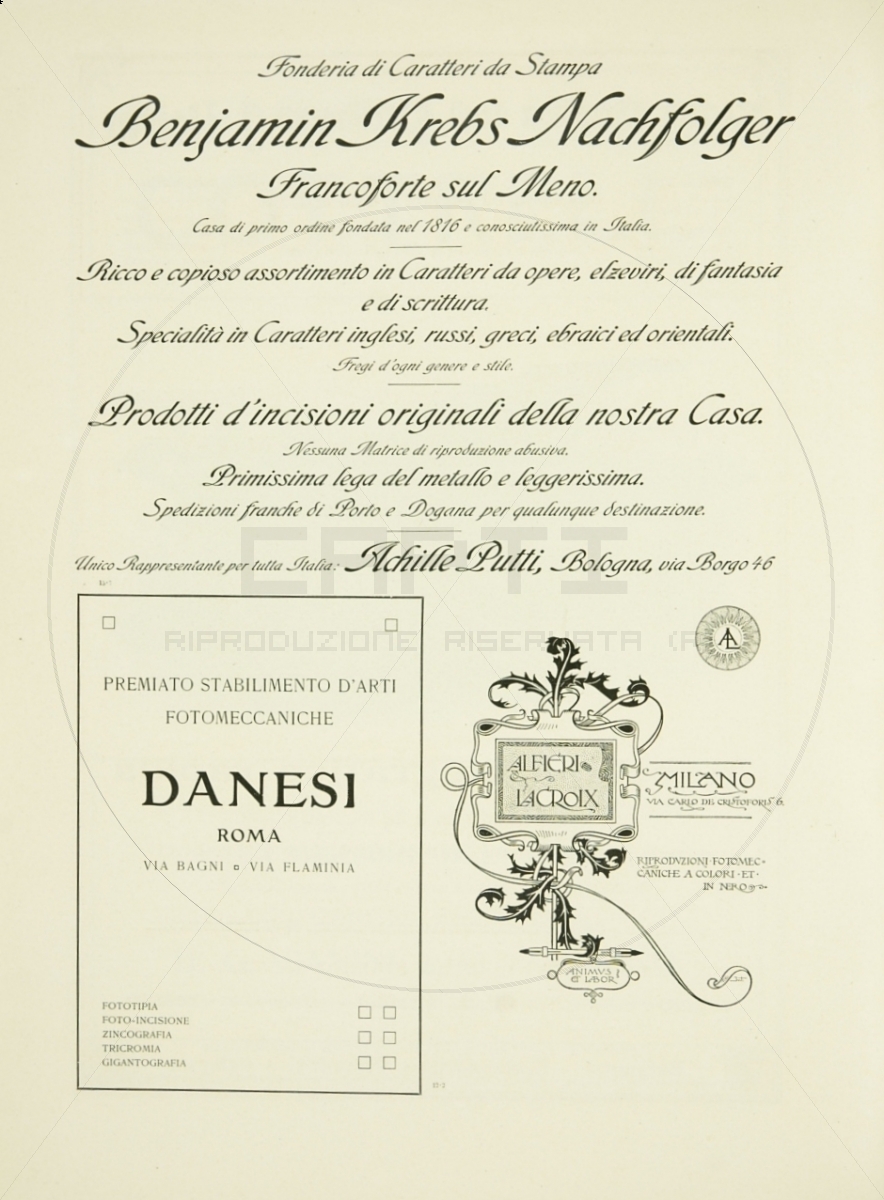 Fonderia di Caratteri da Stampa
Benjamin Krebs Nachfolger
Francoforte sul Meno.
Casa di primo ordine fondata nel 1816 e conosciutissima in Italia.
Ricco e copioso assortimento in Caratteri da opere, elzeviri, di fantasia
e di scrittura.
Specialità in Caratteri inglesi, russi, greci, ebraici ed orientali.
Fregi d'ogni genere e stile.
Prodotti d'incisioni originali della nostra Casa.
Nessuna Matrice di riproduzione abusiva.
Primissima lega del metallo e leggerissima.
Spedizioni franche di Porto e Dogana per qualunque destinazione.
Unico Rappresentante per tutta Italia: Achille Putti, Bologna, via Borgo 46
RIPRODUZIONE RISERVATA
PREMIATO STABILIMENTO D'ARTI
FOTOMECCANICHE
DANESI
ROMA
VIA BAGNI VIA FLAMINIA
FOTOTIPIA
FOTO-INCISIONE
ZINCOGRAFIA
TRICROMIA
GIGANTOGRAFIA
AL
ALFIERI
LACROIX
MILANO
VIA CARLO DE CRISTOFORIS 6.
RIPRODVZIONI·FOTOMEC=
CANICHE A COLORI·ET·
IN NERO
ANIMVS
ET LABOR